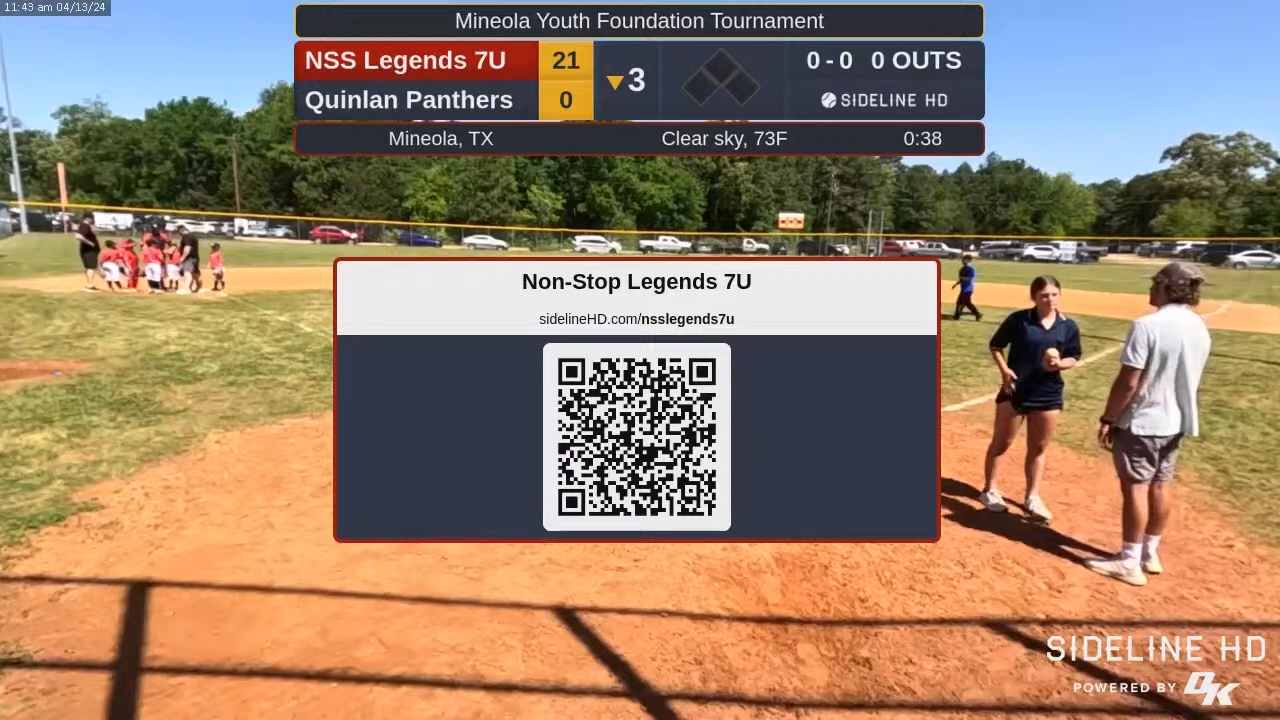 11:43 am 04/13/24
Mineola Youth Foundation Tournament
NSS Legends 7U 21
Quinlan Panthers 0
3
0 - 0 0 OUTS
SIDELINE HD
Mineola, TX Clear sky, 73F 0:38
Non-Stop Legends 7U
sidelineHD.com/nsslegends7u
SIDELINE HD
POWERED BY DK